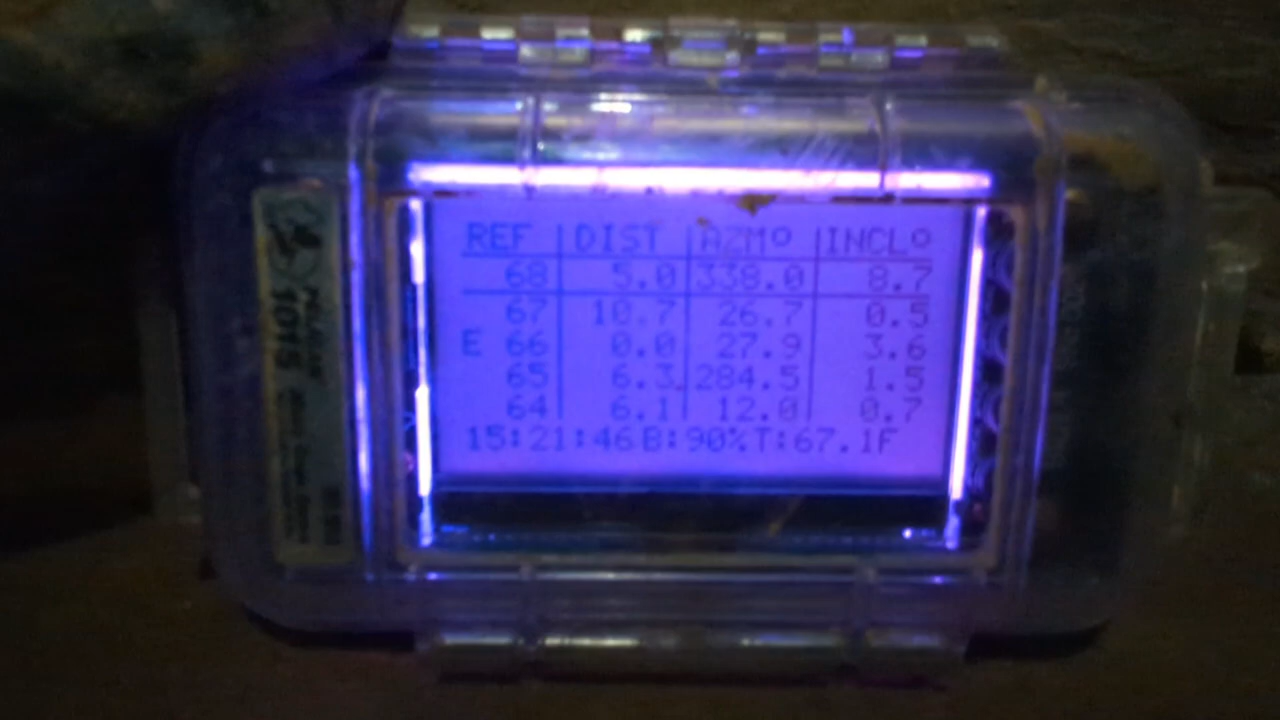 REF DIST AZM° INCL°
68 5.0 338.0 8.7
67 10.7 26.7 0.5
E 66 0.0 27.9 3.6
65 6.3 284.5 1.5
64 6.1 12.0 0.7
15:21:46 B:90% T:67.1F
PELICAN
1015